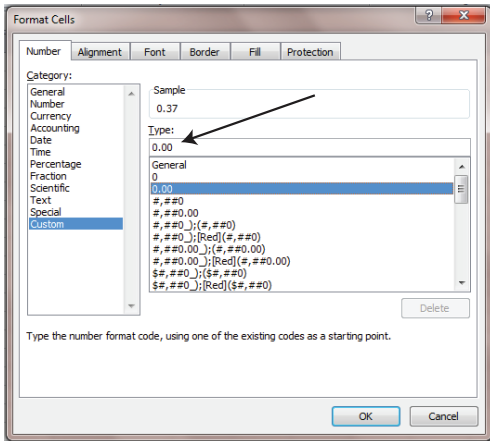 Format Cells
?
X
Number Alignment Font Border Fill Protection
Category:
General
Number
Currency
Accounting
Date
Time
Percentage
Fraction
Scientific
Text
Special
Custom
Sample
0.37
Type:
0.00
General
0
0.00
#,##0
#,##0.00
#,##0_);(#,##0)
#,##0_);[Red](#,##0)
#,##0.00_);(#,##0.00)
#,##0.00_);[Red](#,##0.00)
$#,##0_);($#,##0)
$#,##0_);[Red]($#,##0)
Delete
Type the number format code, using one of the existing codes as a starting point.
OK Cancel